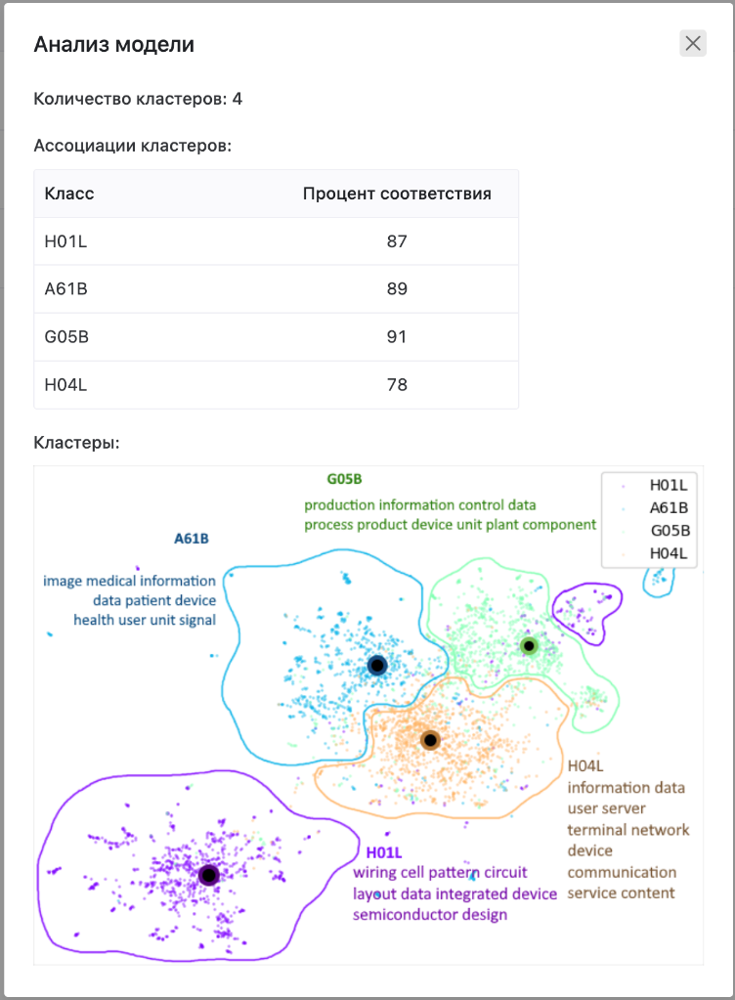 Анализ модели
Количество кластеров: 4
Ассоциации кластеров:
Класс Процент соответствия
H01L 87
A61B 89
G05B 91
H04L 78
Кластеры:
G05B
production information control data
process product device unit plant component
H01L
A61B
G05B
H04L
A61B
image medical information
data patient device
health user unit signal
H04L
information data
user server
terminal network
device
communication
service content
H01L
wiring cell pattern circuit
layout data integrated device
semiconductor design